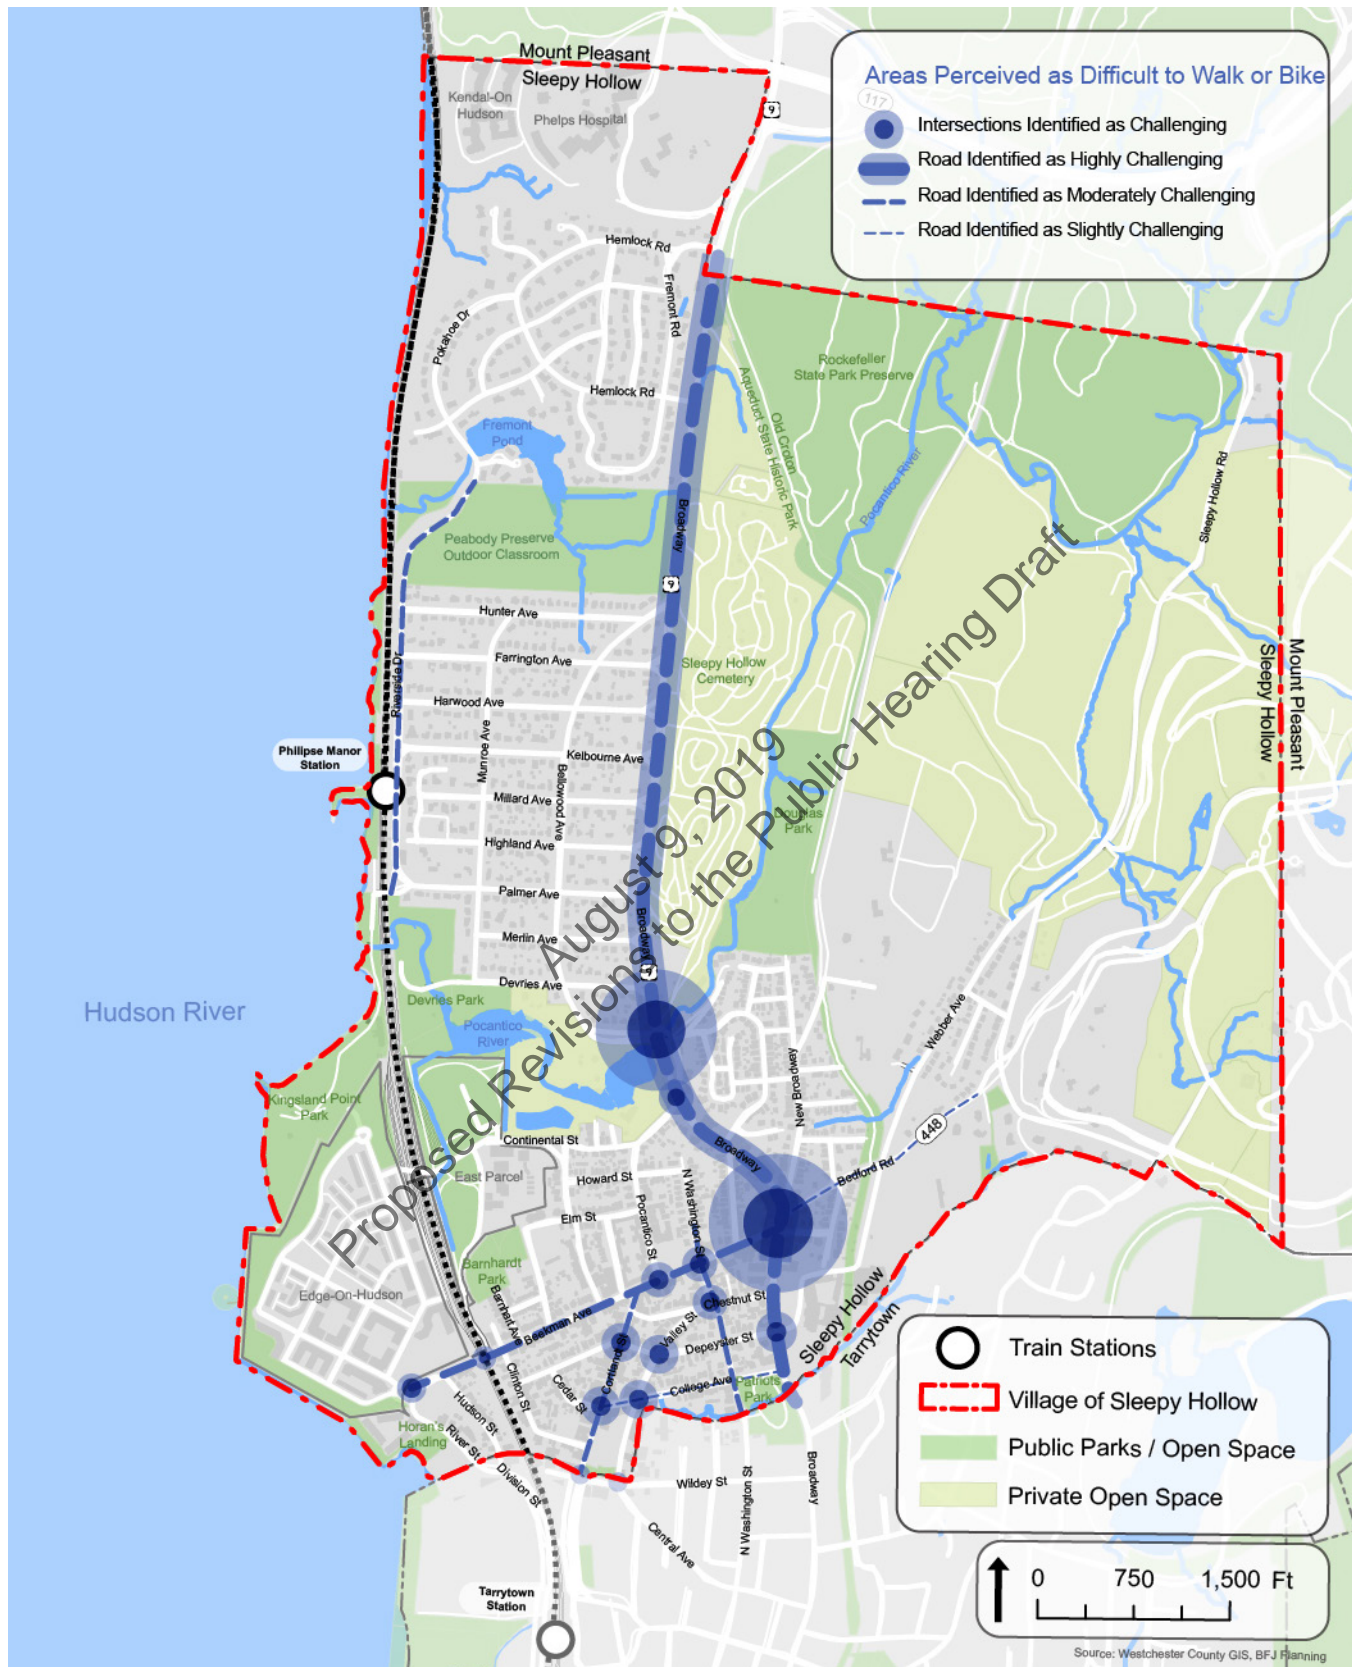 Mount Pleasant
Sleepy Hollow
Kendal-On
Hudson
Phelps Hospital
9
Areas Perceived as Difficult to Walk or Bike
117
Intersections Identified as Challenging
Road Identified as Highly Challenging
Road Identified as Moderately Challenging
Road Identified as Slightly Challenging
Hemlock Rd
Fremont Rd
Pokahoe Dr
Hemlock Rd
Rockefeller
State Park Preserve
Old Croton
Aqueduct State Historic Park
Fremont
Pond
Pocantico River
Sleepy Hollow Rd
Broadway
Peabody Preserve
Outdoor Classroom
9
Hunter Ave
Farrington Ave
Riverside Dr
Harwood Ave
Munroe Ave
Kelbourne Ave
Bellowood Ave
Millard Ave
Highland Ave
Palmer Ave
Merlin Ave
Devries Ave
Sleepy Hollow
Cemetery
Mount Pleasant
Sleepy Hollow
Philipse Manor
Station
Douglas
Park
Broadway
9
August 9, 2019
Proposed Revisions to the Public Hearing Draft
Hudson River
Devries Park
Pocantico
River
Webber Ave
New Broadway
Kingsland Point
Park
Continental St
Broadway
448
Bedford Rd
East Parcel
Howard St
N Washington St
Pocantico St
Elm St
Barnhardt
Park
Edge-On-Hudson
Barnhart Ave
Beekman Ave
Chestnut St
Valley St
Depeyster St
Cortland St
Sleepy Hollow
Tarrytown
Clinton St
Cedar St
College Ave
Patriots
Park
Hudson St
Horan's
Landing
River St
Division St
Wildey St
N Washington St
Broadway
Central Ave
Tarrytown
Station
Train Stations
Village of Sleepy Hollow
Public Parks / Open Space
Private Open Space
0 750 1,500 Ft
Source: Westchester County GIS, BFJ Planning